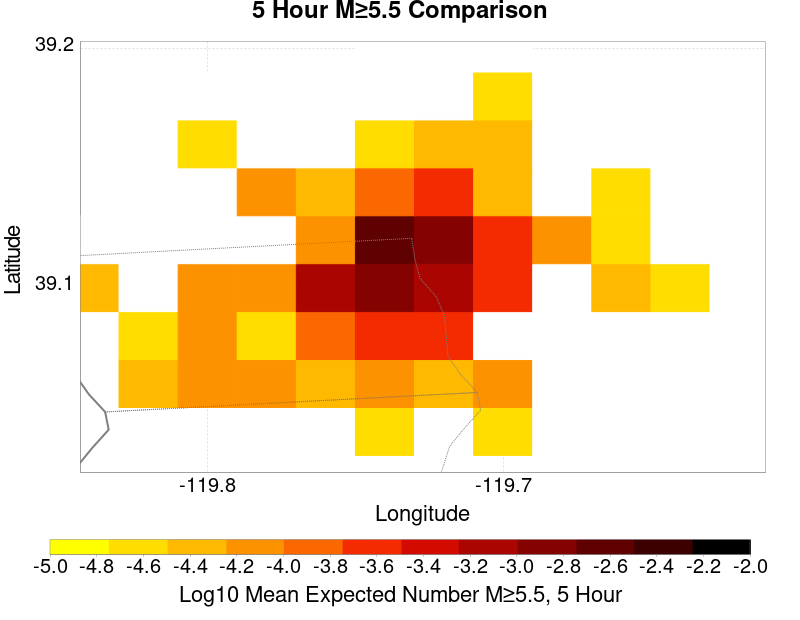 5 Hour M≥5.5 Comparison
39.2
39.1
Latitude
-119.8 -119.7
Longitude
-5.0 -4.8 -4.6 -4.4 -4.2 -4.0 -3.8 -3.6 -3.4 -3.2 -3.0 -2.8 -2.6 -2.4 -2.2 -2.0
Log10 Mean Expected Number M≥5.5, 5 Hour